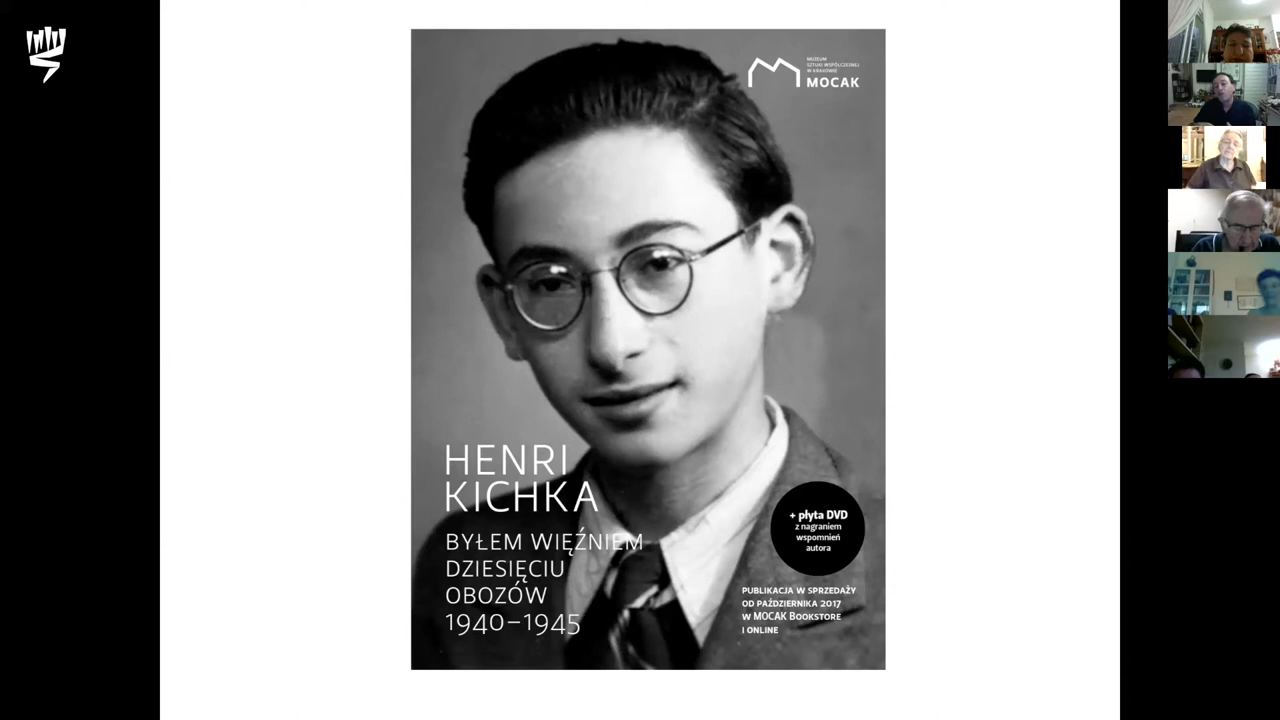 MUZEUM
SZTUKI WSPÓŁCZESNEJ
W KRAKOWIE
MOCAK
HENRI
KICHKA
BYŁEM WIĘŹNIEM
DZIESIĘCIU
OBOZÓW
1940–1945
+ płyta DVD
z nagraniem
wspomnień
autora
PUBLIKACJA W SPRZEDAŻY
OD PAŹDZIERNIKA 2017
W MOCAK BOOKSTORE
I ONLINE